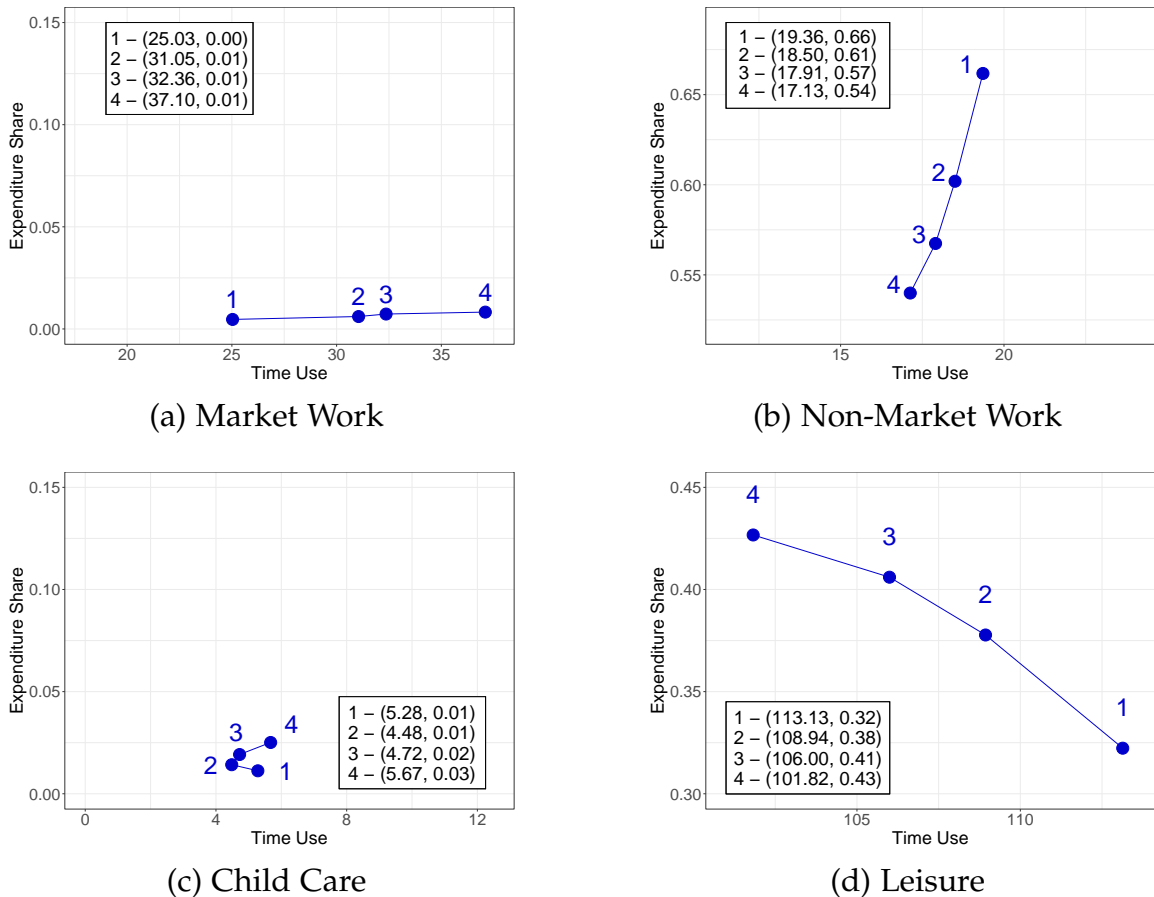 0.15
0.10
0.05
0.00
Expenditure Share
1 – (25.03, 0.00)
2 – (31.05, 0.01)
3 – (32.36, 0.01)
4 – (37.10, 0.01)
1
2
3
4
20
25
30
35
Time Use
(a) Market Work
0.65
0.60
0.55
Expenditure Share
1 – (19.36, 0.66)
2 – (18.50, 0.61)
3 – (17.91, 0.57)
4 – (17.13, 0.54)
1
2
3
4
15
20
Time Use
(b) Non-Market Work
0.15
0.10
0.05
0.00
Expenditure Share
1 – (5.28, 0.01)
2 – (4.48, 0.01)
3 – (4.72, 0.02)
4 – (5.67, 0.03)
3
4
2
1
0
4
8
12
Time Use
(c) Child Care
0.45
0.40
0.35
0.30
Expenditure Share
4
3
2
1
1 – (113.13, 0.32)
2 – (108.94, 0.38)
3 – (106.00, 0.41)
4 – (101.82, 0.43)
105
110
Time Use
(d) Leisure